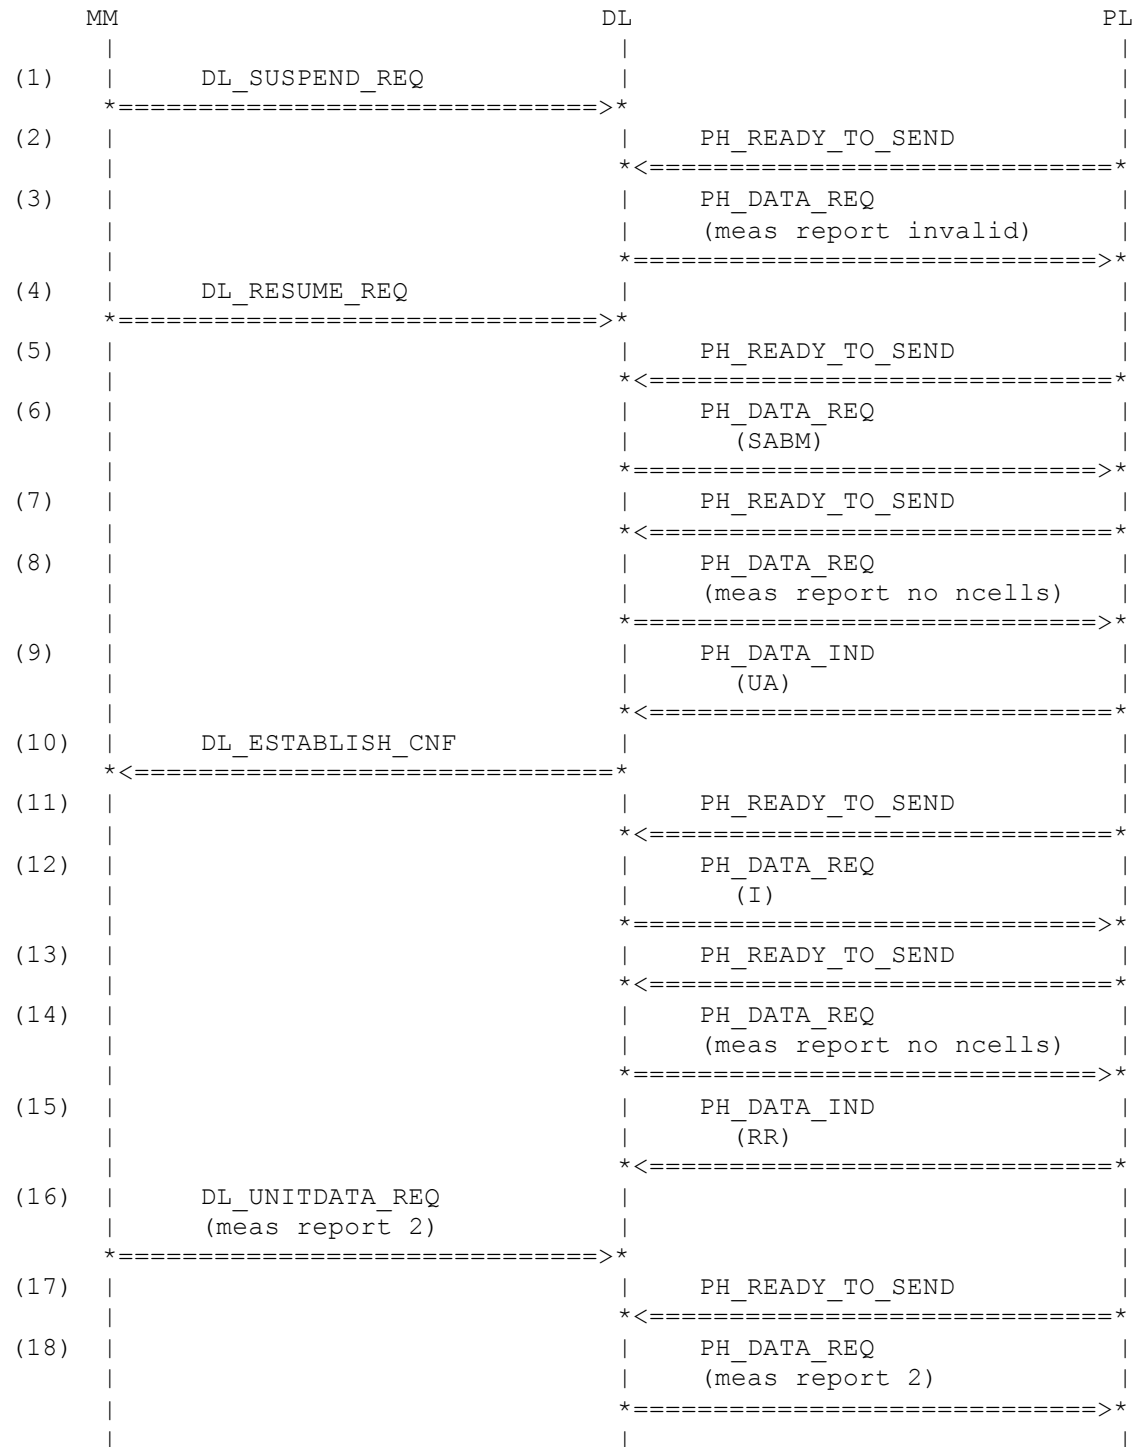 MM DL PL
| | |
(1) | DL_SUSPEND_REQ | |
*==============================>* |
(2) | | PH_READY_TO_SEND |
| *<=============================*
(3) | | PH_DATA_REQ |
| | (meas report invalid) |
| *=============================>*
(4) | DL_RESUME_REQ | |
*==============================>* |
(5) | | PH_READY_TO_SEND |
| *<=============================*
(6) | | PH_DATA_REQ |
| | (SABM) |
| *=============================>*
(7) | | PH_READY_TO_SEND |
| *<=============================*
(8) | | PH_DATA_REQ |
| | (meas report no ncells) |
| *=============================>*
(9) | | PH_DATA_IND |
| | (UA) |
| *<=============================*
(10) | DL_ESTABLISH_CNF | |
*<==============================* |
(11) | | PH_READY_TO_SEND |
| *<=============================*
(12) | | PH_DATA_REQ |
| | (I) |
| *=============================>*
(13) | | PH_READY_TO_SEND |
| *<=============================*
(14) | | PH_DATA_REQ |
| | (meas report no ncells) |
| *=============================>*
(15) | | PH_DATA_IND |
| | (RR) |
| *<=============================*
(16) | DL_UNITDATA_REQ | |
| (meas report 2) | |
*==============================>* |
(17) | | PH_READY_TO_SEND |
| *<=============================*
(18) | | PH_DATA_REQ |
| | (meas report 2) |
| *=============================>*
| | |